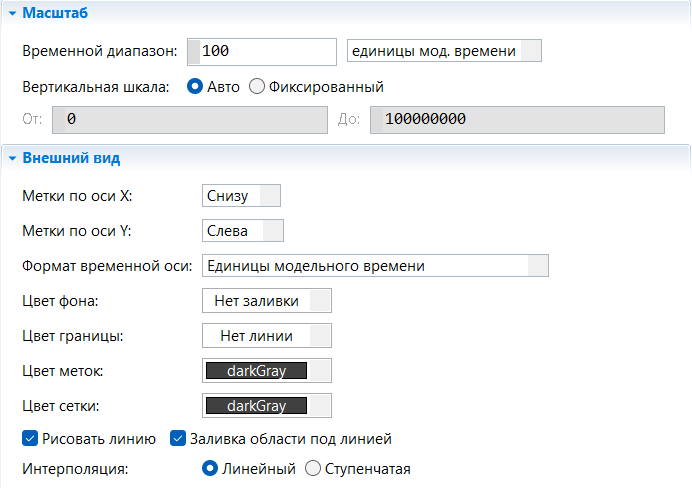 Масштаб
Временной диапазон: 100 единицы мод. времени
Вертикальная шкала: Авто Фиксированный
От: 0 До: 100000000
Внешний вид
Метки по оси X: Снизу
Метки по оси Y: Слева
Формат временной оси: Единицы модельного времени
Цвет фона: Нет заливки
Цвет границы: Нет линии
Цвет меток: darkGray
Цвет сетки: darkGray
Рисовать линию Заливка области под линией
Интерполяция: Линейный Ступенчатая